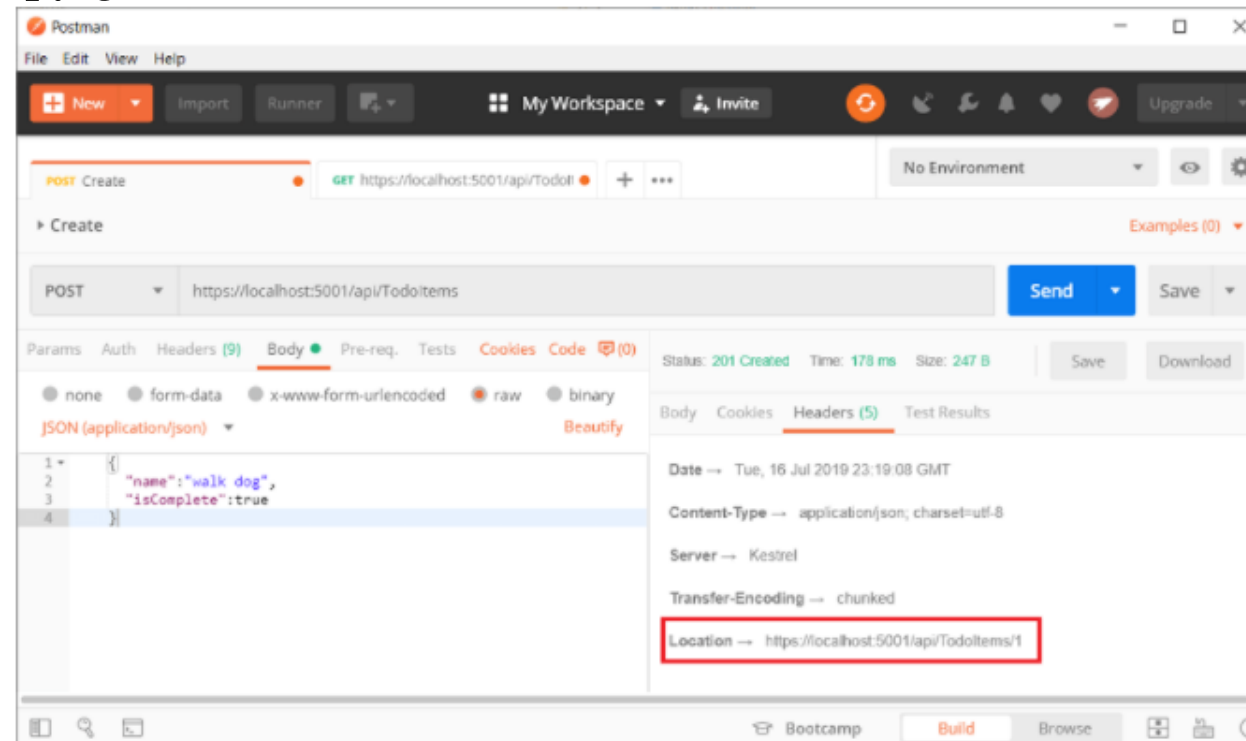 Postman
File Edit View Help
New Import Runner My Workspace Invite Upgrade
POST Create GET https://localhost:5001/api/TodoI + ••• No Environment
Create Examples (0)
POST https://localhost:5001/api/TodoItems Send Save
Params Auth Headers (9) Body Pre-req. Tests Cookies Code (0)
Status: 201 Created Time: 178 ms Size: 247 B Save Download
none form-data x-www-form-urlencoded raw binary
JSON (application/json) Beautify
Body Cookies Headers (5) Test Results
1 {
2 "name":"walk dog",
3 "isComplete":true
4 }
Date → Tue, 16 Jul 2019 23:19:08 GMT
Content-Type → application/json; charset=utf-8
Server → Kestrel
Transfer-Encoding → chunked
Location → https://localhost:5001/api/TodoItems/1
Bootcamp Build Browse